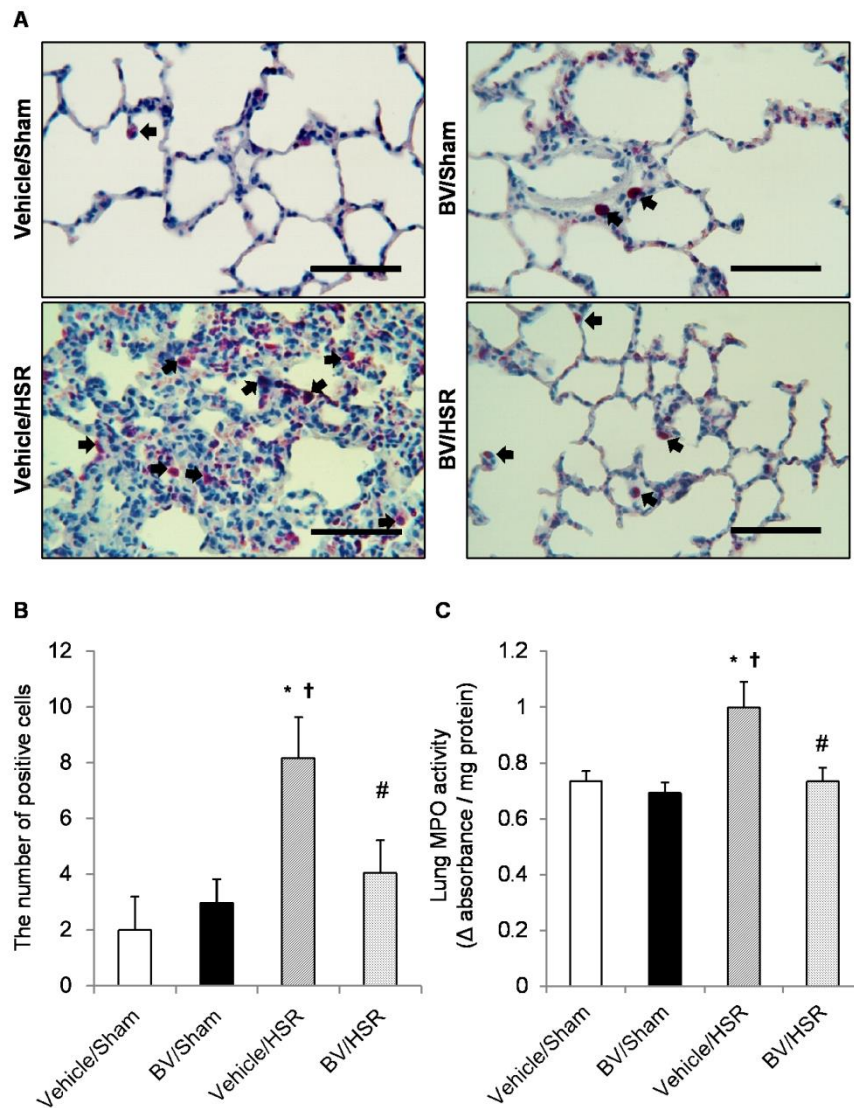 A
Vehicle/Sham
BV/Sham
Vehicle/HSR
BV/HSR
B
The number of positive cells
12
10
8
6
4
2
0
* †
#
Vehicle/Sham
BV/Sham
Vehicle/HSR
BV/HSR
C
Lung MPO activity
(Δ absorbance / mg protein)
1.2
1
0.8
0.6
0.4
0.2
0
* †
#
Vehicle/Sham
BV/Sham
Vehicle/HSR
BV/HSR